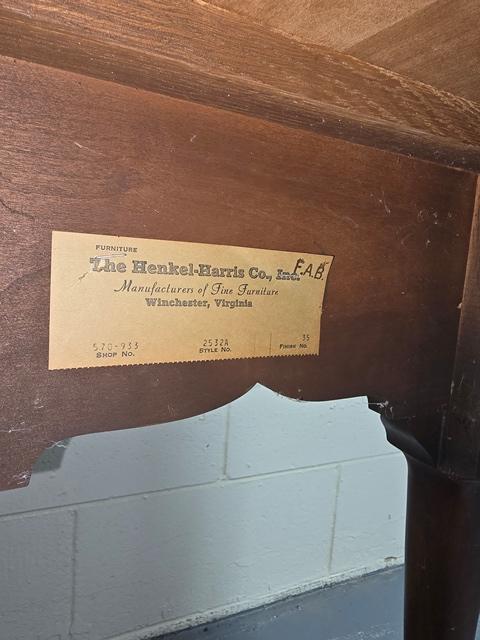 FURNITURE
The Henkel-Harris Co., Inc.
F.A.B
Manufacturers of Fine Furniture
Winchester, Virginia
570-933 2532A 35
SHOP NO. STYLE NO. FINISH NO.